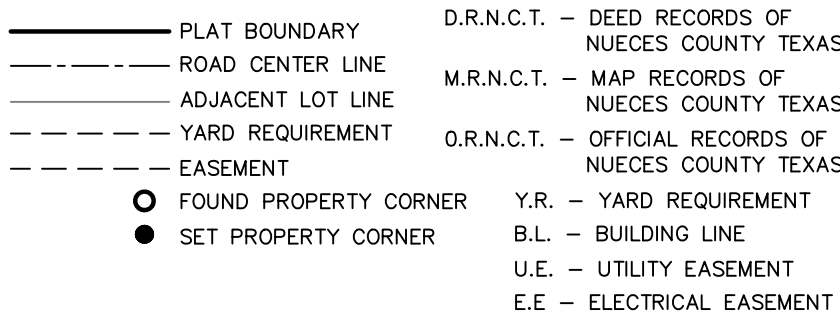 PLAT BOUNDARY
ROAD CENTER LINE
ADJACENT LOT LINE
YARD REQUIREMENT
EASEMENT
FOUND PROPERTY CORNER
SET PROPERTY CORNER
D.R.N.C.T. – DEED RECORDS OF
NUECES COUNTY TEXAS
M.R.N.C.T. – MAP RECORDS OF
NUECES COUNTY TEXAS
O.R.N.C.T. – OFFICIAL RECORDS OF
NUECES COUNTY TEXAS
Y.R. – YARD REQUIREMENT
B.L. – BUILDING LINE
U.E. – UTILITY EASEMENT
E.E – ELECTRICAL EASEMENT